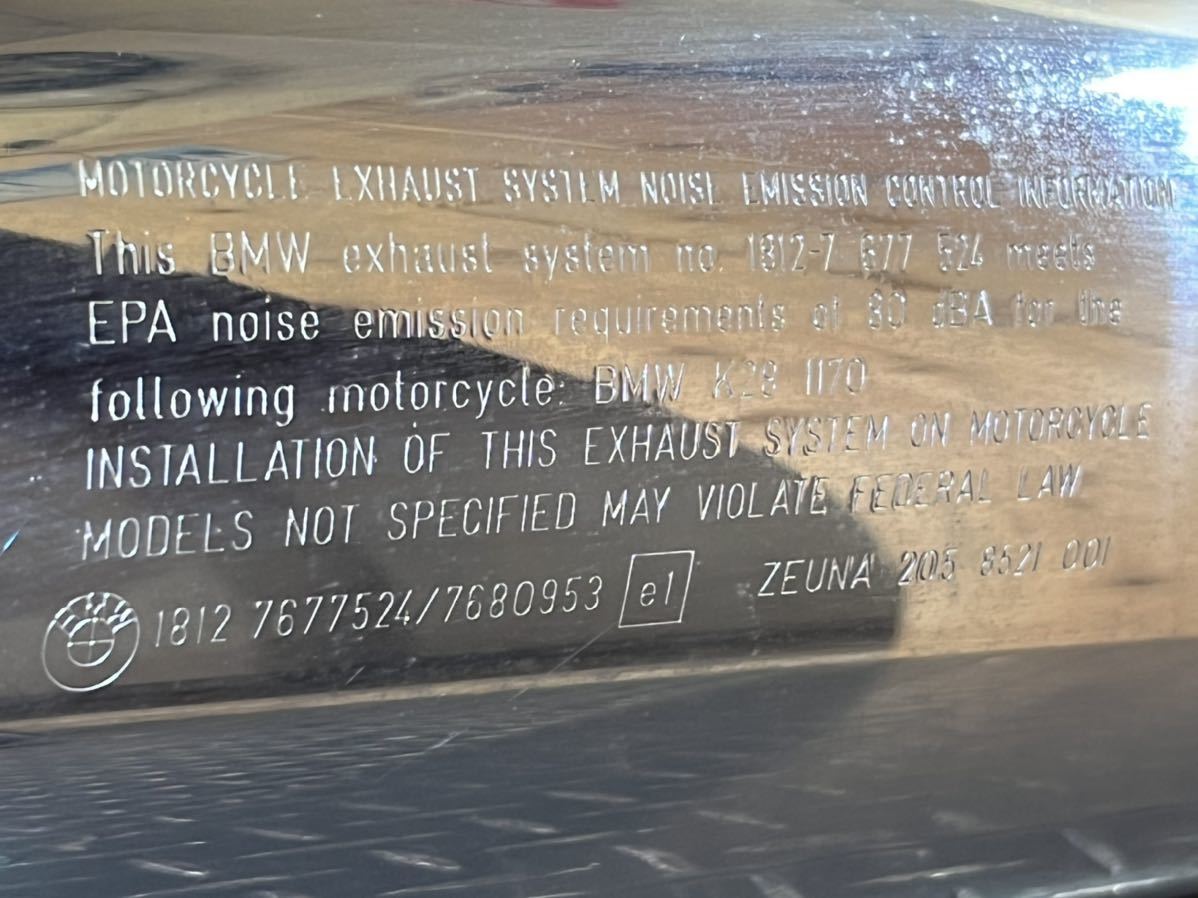 MOTORCYCLE EXHAUST SYSTEM NOISE EMISSION CONTROL INFORMATION
This BMW exhaust system no. 1812-7 677 524 meets
EPA noise emission requirements of 80 dBA for the
following motorcycle: BMW K28 1170
INSTALLATION OF THIS EXHAUST SYSTEM ON MOTORCYCLE
MODELS NOT SPECIFIED MAY VIOLATE FEDERAL LAW
BMW 1812 7677524/7680953 e1 ZEUNA 205 8521 001